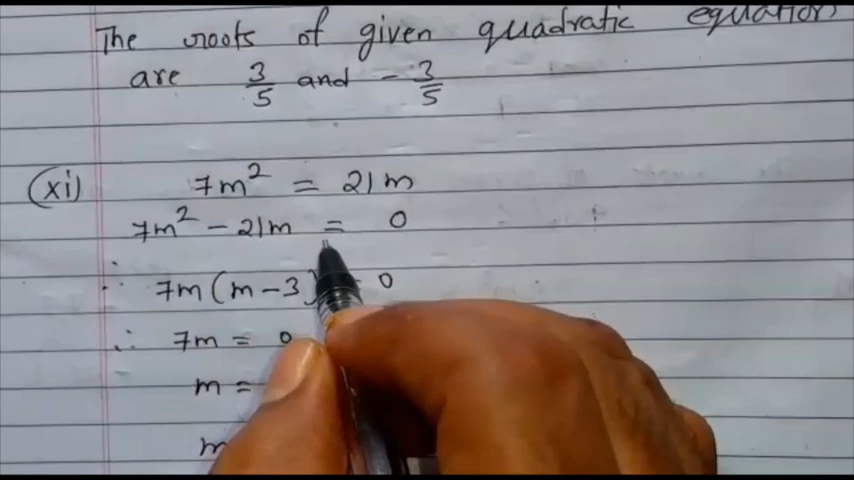 The roots of given quadratic equation
are 3/5 and - 3/5
(xi) 7m² = 21m
7m² - 21m = 0
∴ 7m(m-3) = 0
∴ 7m = 0
m =
m